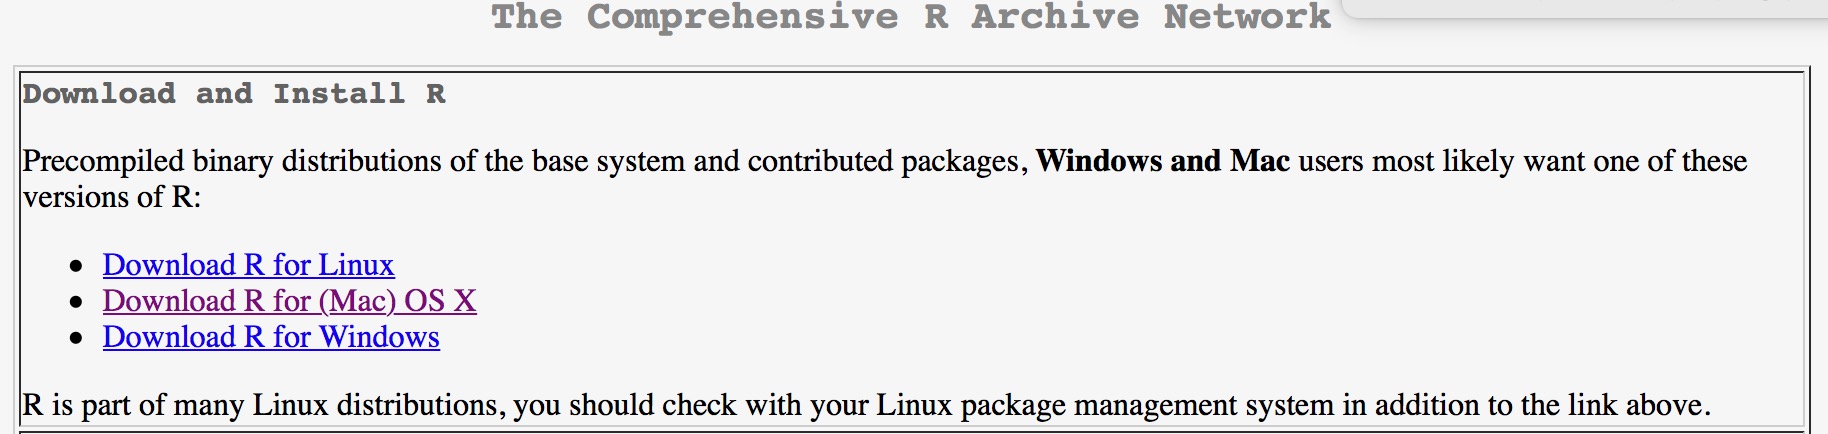 The Comprehensive R Archive Network
Download and Install R
Precompiled binary distributions of the base system and contributed packages, Windows and Mac users most likely want one of these
versions of R:
Download R for Linux
Download R for (Mac) OS X
Download R for Windows
R is part of many Linux distributions, you should check with your Linux package management system in addition to the link above.